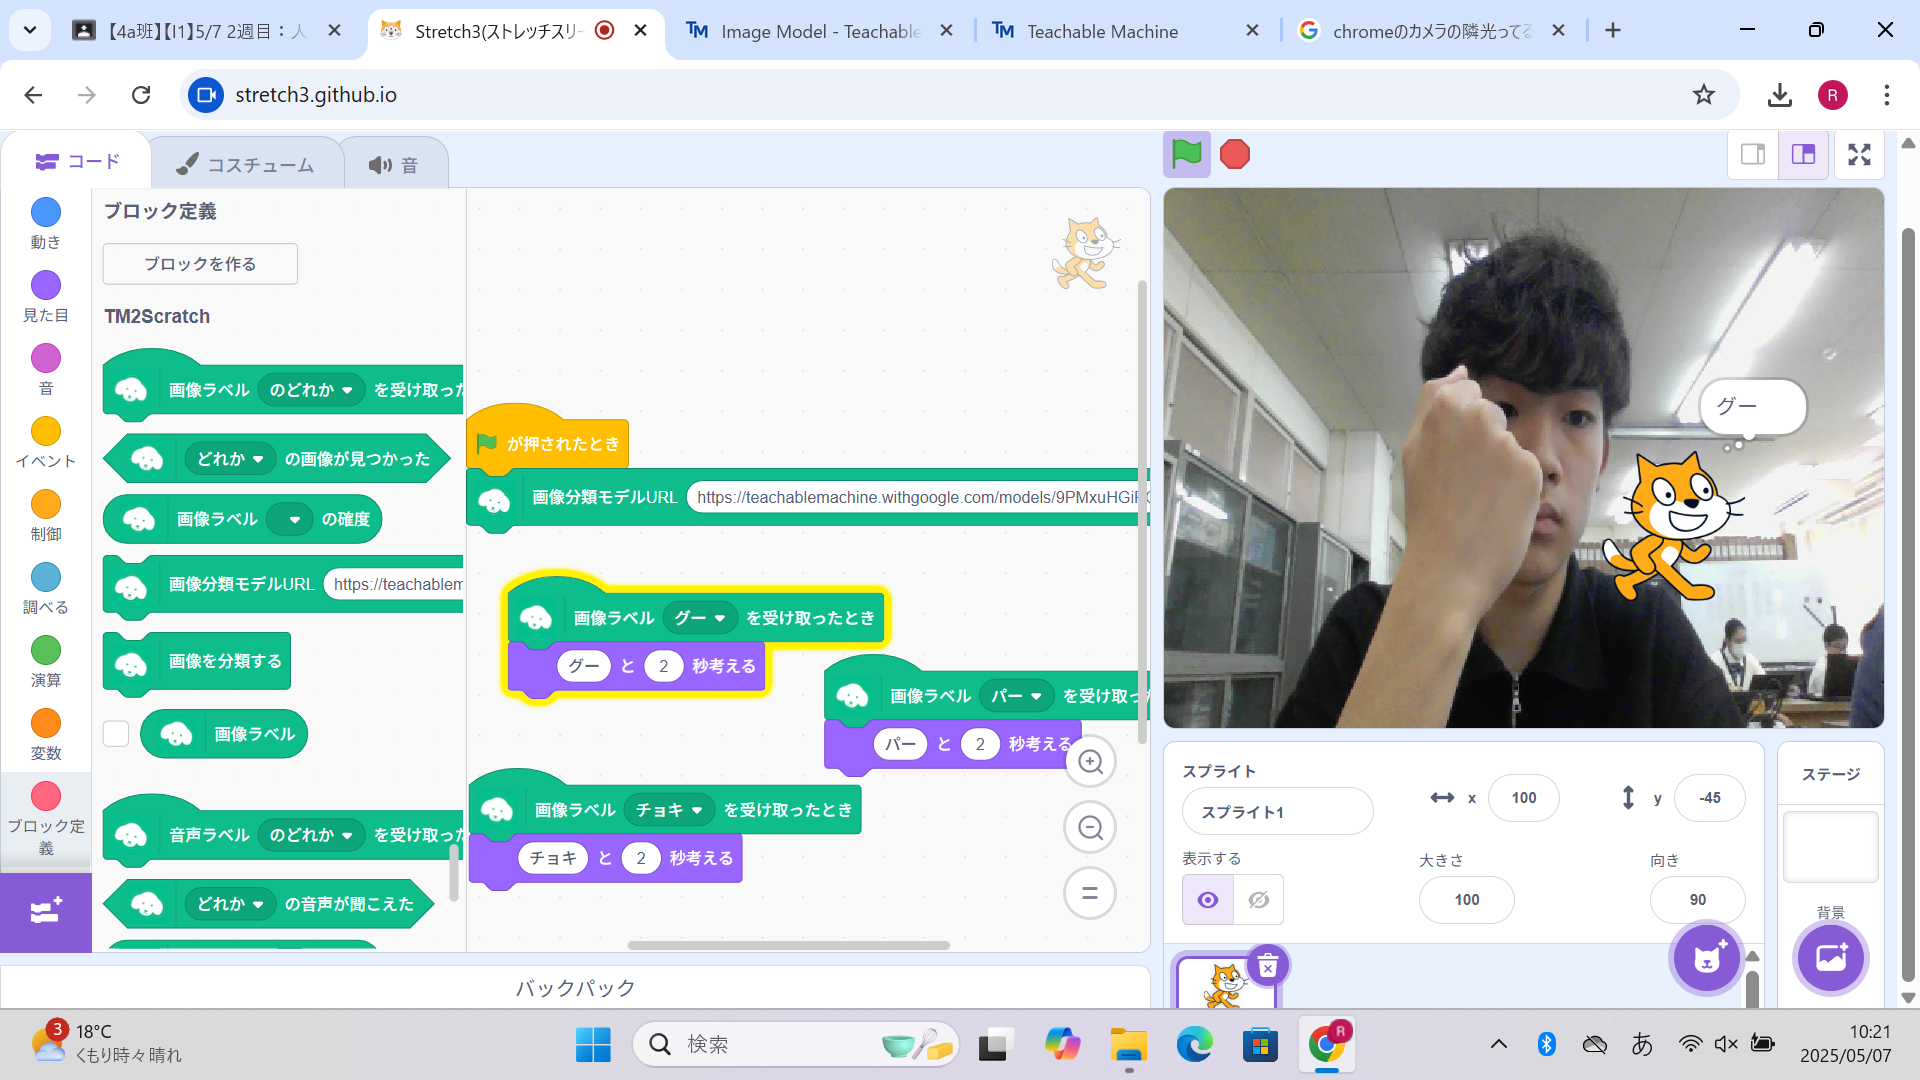 【4a班】【I1】5/7 2週目：人
Stretch3(ストレッチスリー
Image Model - Teachable
Teachable Machine
chromeのカメラの隣光ってる
stretch3.github.io
R
コード
コスチューム
音
動き
見た目
音
イベント
制御
調べる
演算
変数
ブロック定義
ブロック定義
ブロックを作る
TM2Scratch
画像ラベル のどれか を受け取った
どれか の画像が見つかった
画像ラベル の確度
画像分類モデルURL https://teachablem
画像を分類する
画像ラベル
音声ラベル のどれか を受け取った
どれか の音声が聞こえた
が押されたとき
画像分類モデルURL https://teachablemachine.withgoogle.com/models/9PMxuHGiP
画像ラベル グー を受け取ったとき
グー と 2 秒考える
画像ラベル パー を受け取った
パー と 2 秒考える
画像ラベル チョキ を受け取ったとき
チョキ と 2 秒考える
バックパック
グー
スプライト
スプライト1
x 100
y -45
表示する
大きさ
100
向き
90
ステージ
背景
3
18°C
くもり時々晴れ
検索
R
あ
10:21
2025/05/07